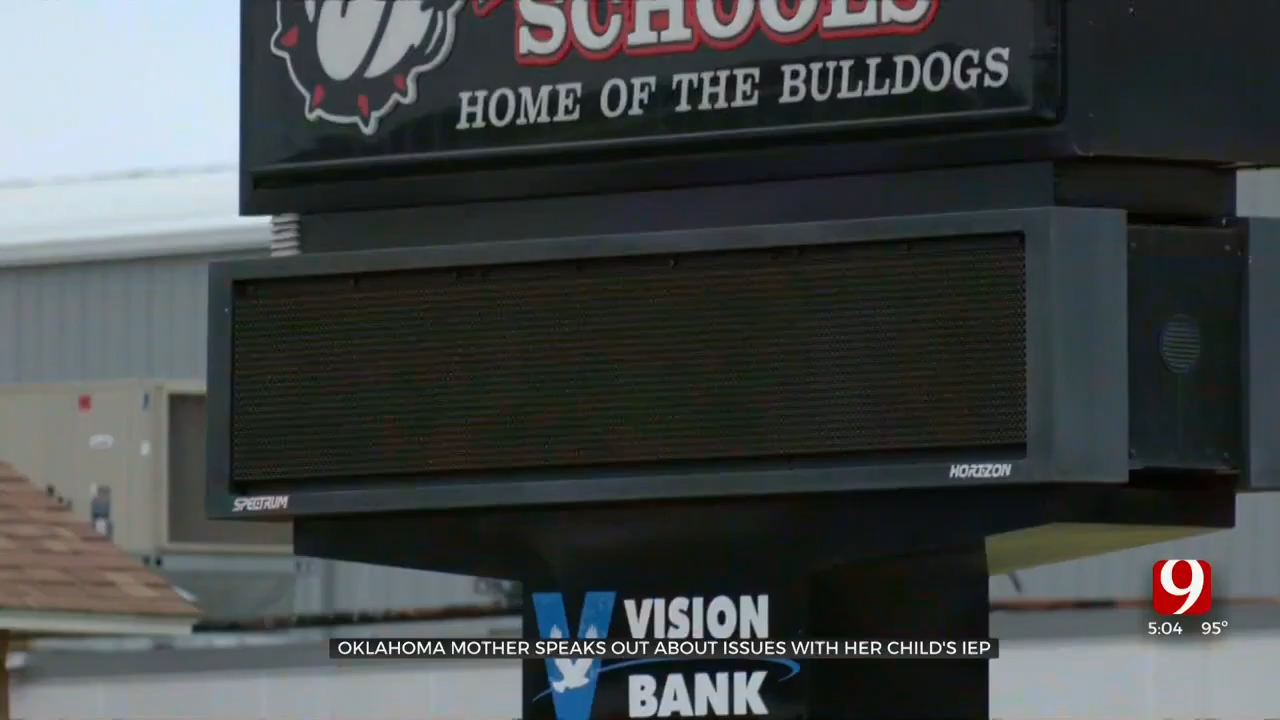 SCHOOLS
HOME OF THE BULLDOGS
SPECTRUM
HORIZON
VISION
BANK
9
5:04 95°
OKLAHOMA MOTHER SPEAKS OUT ABOUT ISSUES WITH HER CHILD'S IEP